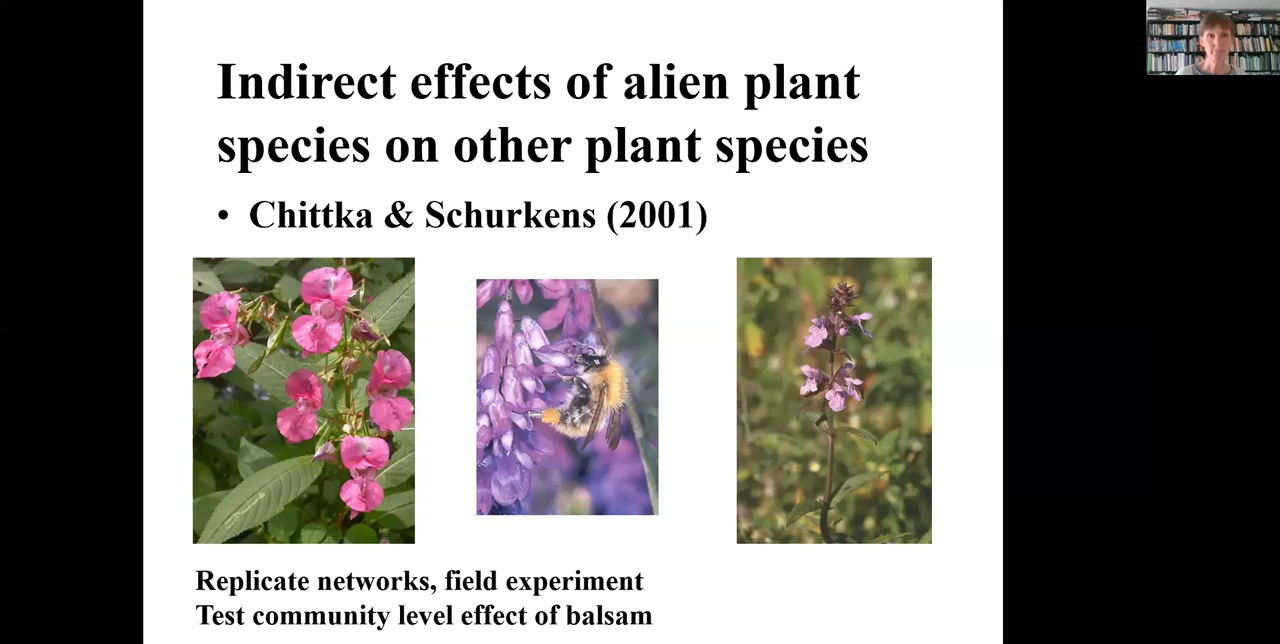 Indirect effects of alien plant
species on other plant species
• Chittka & Schurkens (2001)
Replicate networks, field experiment
Test community level effect of balsam